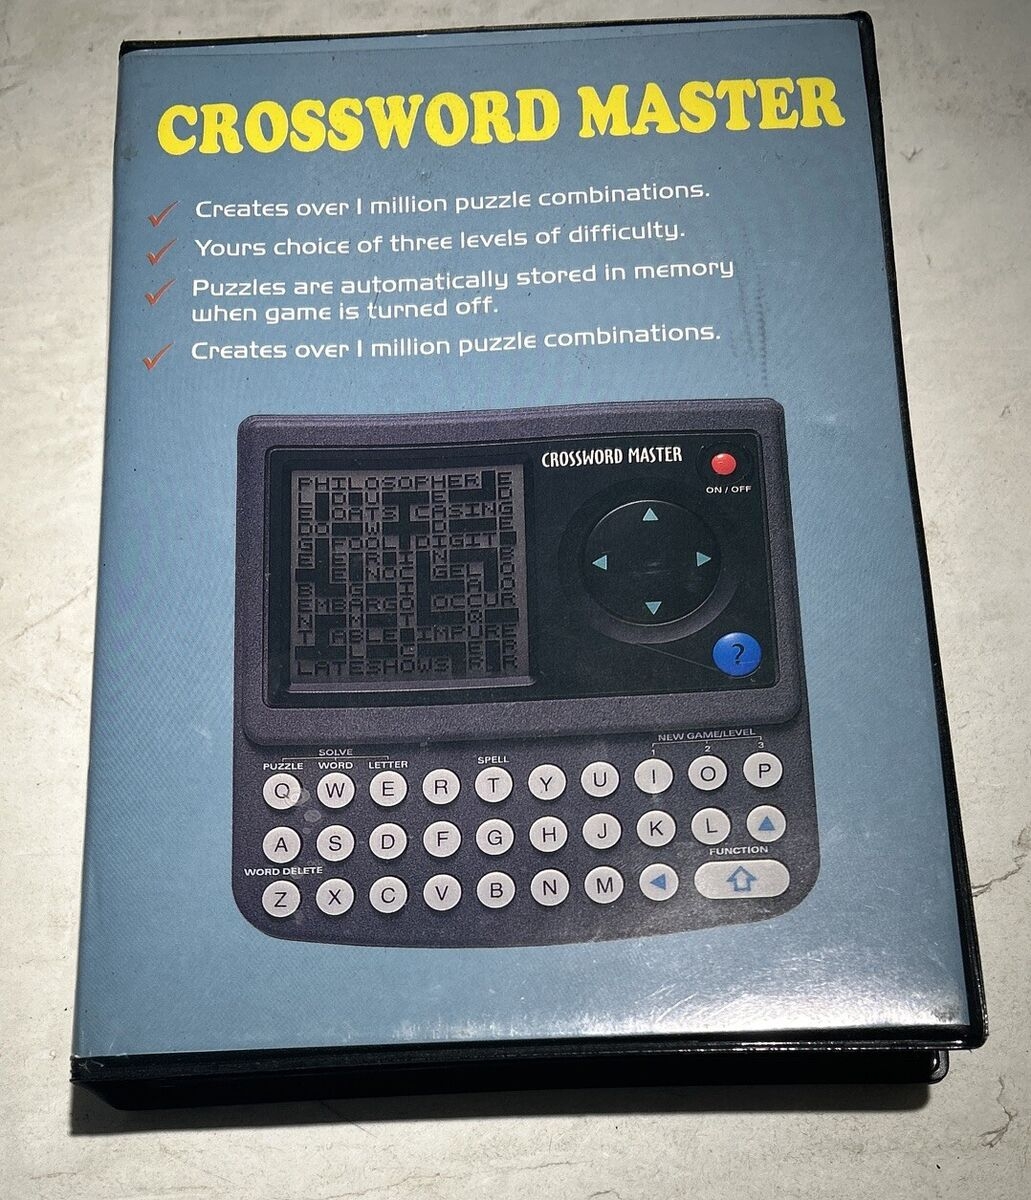 CROSSWORD MASTER
Creates over 1 million puzzle combinations.
Yours choice of three levels of difficulty.
Puzzles are automatically stored in memory
when game is turned off.
Creates over 1 million puzzle combinations.
CROSSWORD MASTER
ON / OFF
PHILOSOPHER
OATS CASING
DIGIT
EMBARGO OCCUR
ABLE IMPURE
LATESHOWS
?
SOLVE
PUZZLE WORD LETTER
SPELL
NEW GAME/LEVEL
1 2 3
Q W E R T Y U I O P
A S D F G H J K L
WORD DELETE
FUNCTION
Z X C V B N M